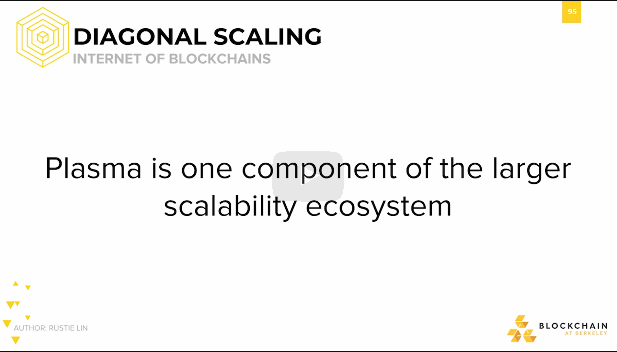 95
DIAGONAL SCALING
INTERNET OF BLOCKCHAINS
Plasma is one component of the larger
scalability ecosystem
AUTHOR: RUSTIE LIN
BLOCKCHAIN
AT BERKELEY